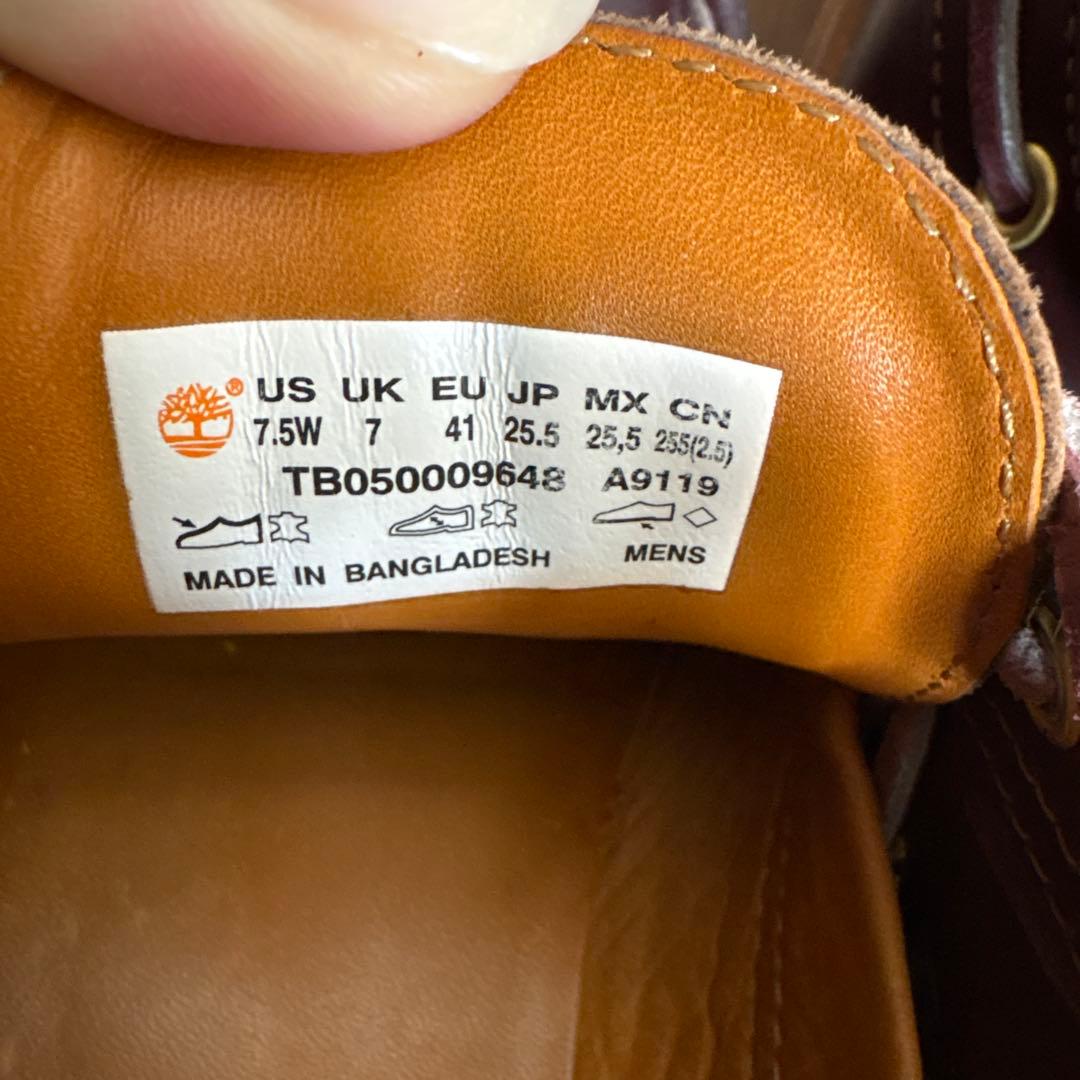 ® US UK EU JP MX CN
7.5W 7 41 25.5 25,5 255(2.5)
TB050009648 A9119
MADE IN BANGLADESH MENS